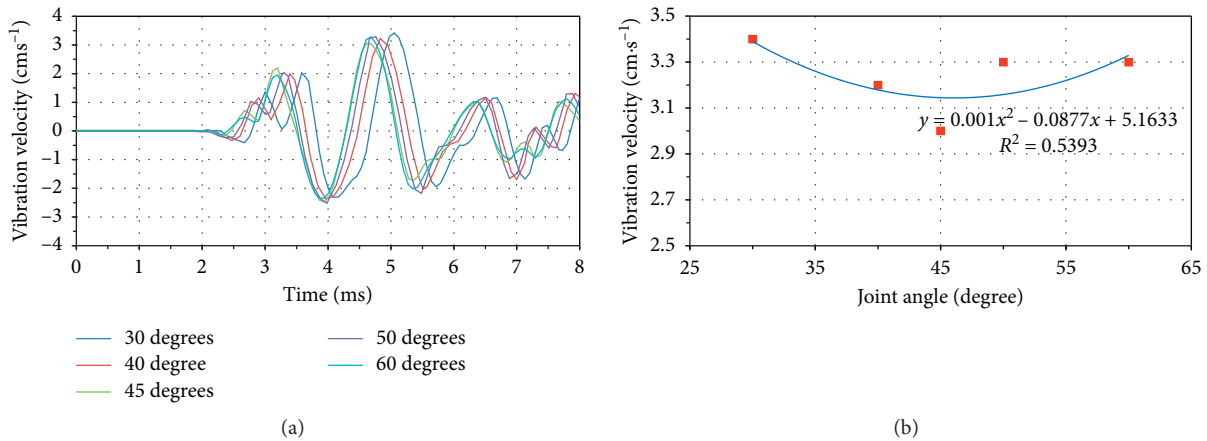 4
3
2
1
0
−1
−2
−3
−4
Vibration velocity (cms⁻¹)
0 1 2 3 4 5 6 7 8
Time (ms)
30 degrees
40 degree
45 degrees
50 degrees
60 degrees
(a)
3.5
3.3
3.1
2.9
2.7
2.5
Vibration velocity (cm·s⁻¹)
y = 0.001x² − 0.0877x + 5.1633
R² = 0.5393
25 35 45 55 65
Joint angle (degree)
(b)